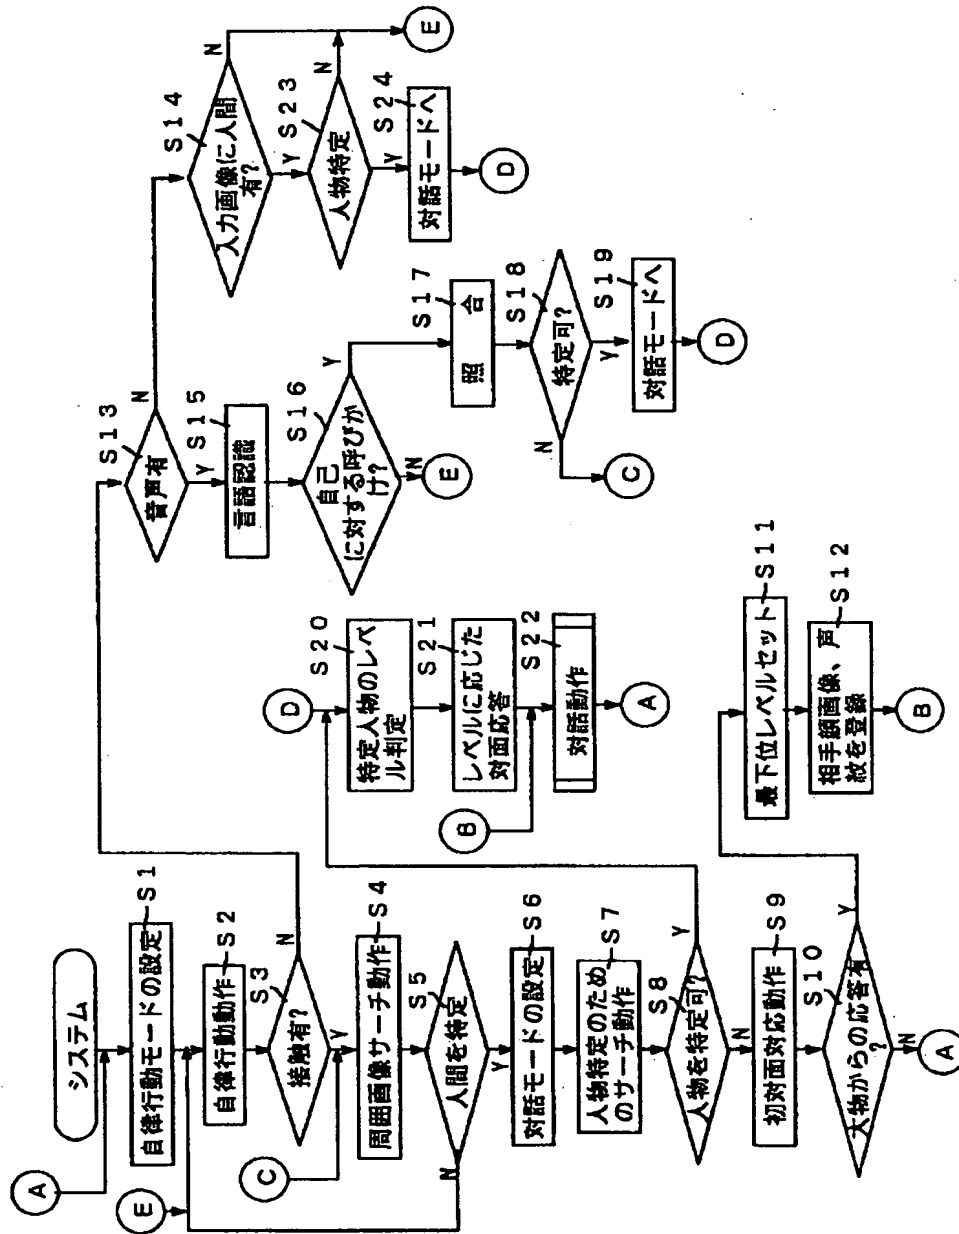 システム
A
自律行動モードの設定
S1
E
自律行動動作
S2
接触有?
S3
N
Y
C
周囲画像サーチ動作
S4
人間を特定
S5
N
Y
対話モードの設定
S6
人物特定のため
のサーチ動作
S7
人物を特定可?
S8
Y
N
初対面対応動作
S9
大物からの応答有
?
S10
Y
N
A
最下位レベルセット
S11
相手顔画像、声
紋を登録
S12
B
D
特定人物のレベ
ル判定
S20
レベルに応じた
対面応答
S21
B
対話動作
S22
A
音声有
S13
N
Y
言語認識
S15
自己
に対する呼びか
け?
S16
Y
N
E
照 合
S17
特定可?
S18
N
Y
C
対話モードへ
S19
D
入力画像に人間
有?
S14
N
Y
人物特定
S23
N
Y
E
対話モードへ
S24
D